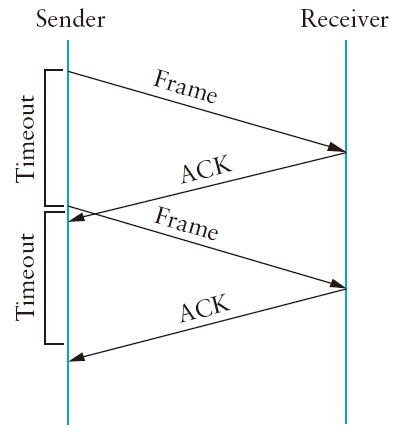 Sender
Receiver
Frame
Timeout
ACK
Frame
Timeout
ACK